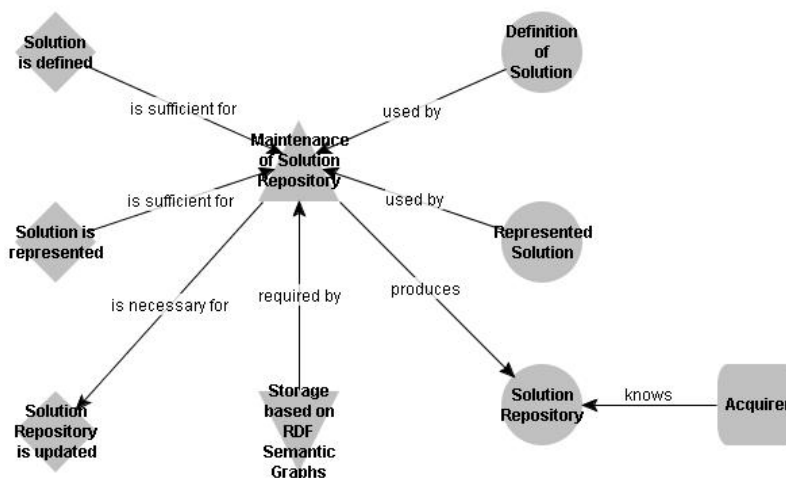 Solution
is defined
Definition
of
Solution
is sufficient for
used by
Maintenance
of Solution
Repository
is sufficient for
used by
Solution is
represented
Represented
Solution
is necessary for
required by
produces
Solution
Repository
is updated
Storage
based on
RDF
Semantic
Graphs
Solution
Repository
knows
Acquirer